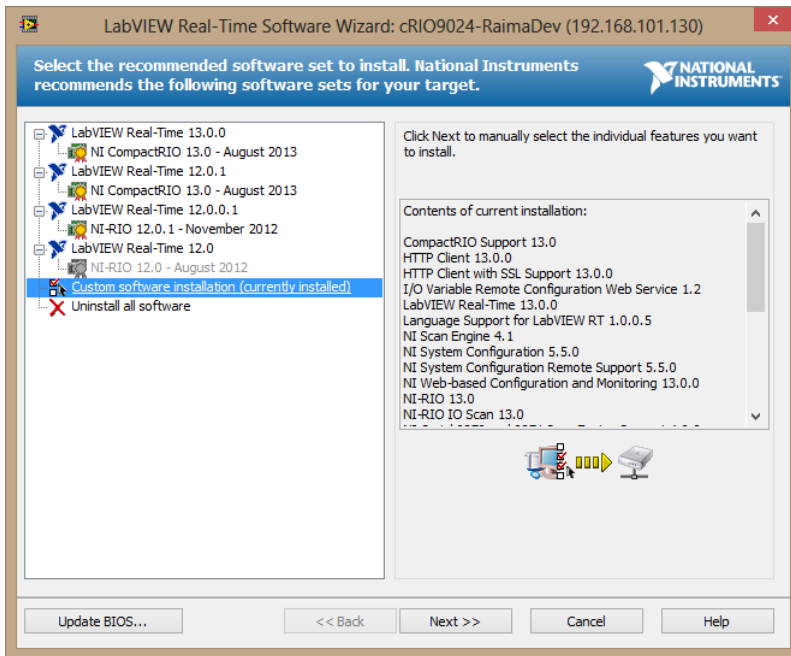 LabVIEW Real-Time Software Wizard: cRIO9024-RaimaDev (192.168.101.130)
Select the recommended software set to install. National Instruments
recommends the following software sets for your target.
NATIONAL
INSTRUMENTS
LabVIEW Real-Time 13.0.0
NI CompactRIO 13.0 - August 2013
LabVIEW Real-Time 12.0.1
NI CompactRIO 13.0 - August 2013
LabVIEW Real-Time 12.0.0.1
NI-RIO 12.0.1 - November 2012
LabVIEW Real-Time 12.0
NI-RIO 12.0 - August 2012
Custom software installation (currently installed)
Uninstall all software
Click Next to manually select the individual features you want
to install.
Contents of current installation:
CompactRIO Support 13.0
HTTP Client 13.0.0
HTTP Client with SSL Support 13.0.0
I/O Variable Remote Configuration Web Service 1.2
LabVIEW Real-Time 13.0.0
Language Support for LabVIEW RT 1.0.0.5
NI Scan Engine 4.1
NI System Configuration 5.5.0
NI System Configuration Remote Support 5.5.0
NI Web-based Configuration and Monitoring 13.0.0
NI-RIO 13.0
NI-RIO IO Scan 13.0
Update BIOS...
<< Back
Next >>
Cancel
Help